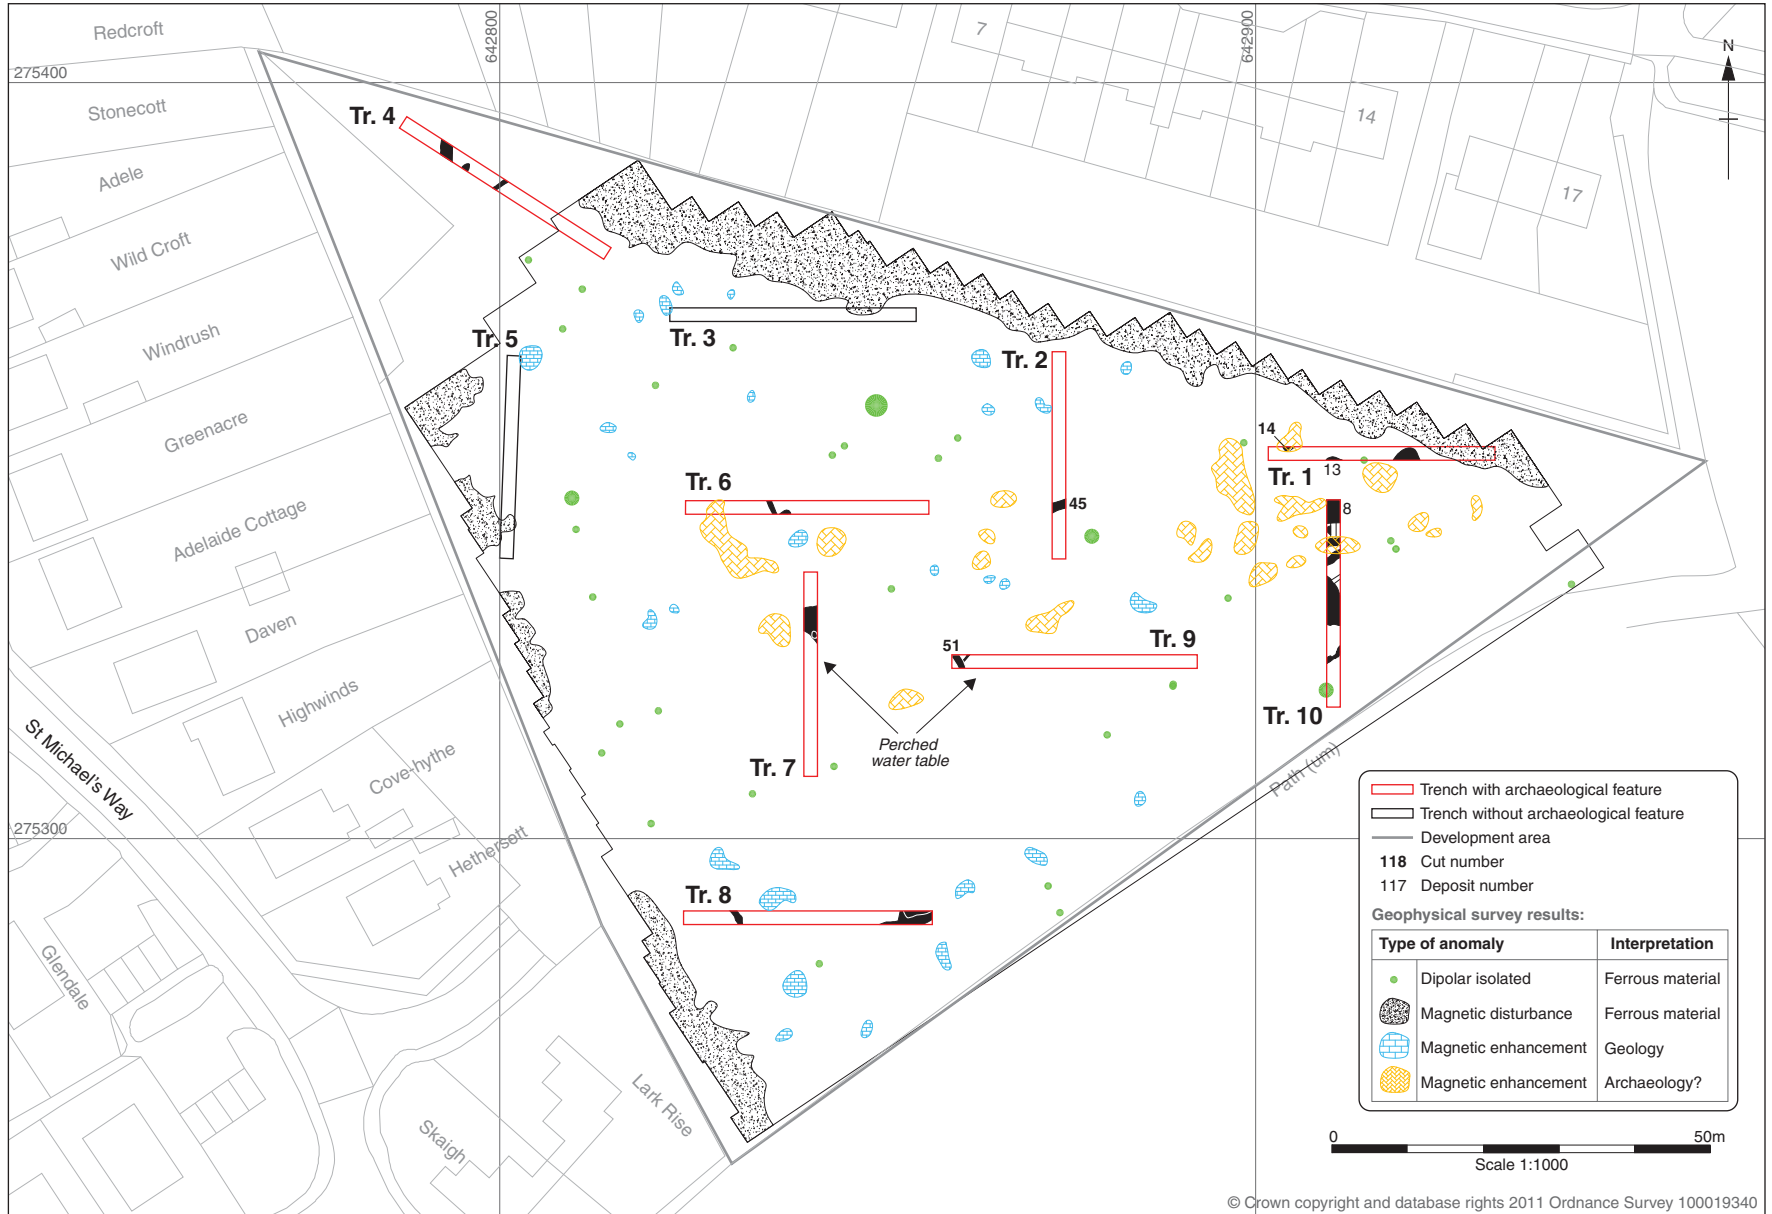 Redcroft
642800
7
642900
N
275400
Stonecott
Tr. 4
14
Adele
17
Wild Croft
Windrush
Tr. 5
Tr. 3
Tr. 2
Greenacre
14
Tr. 1
13
Tr. 6
45
8
Adelaide Cottage
Daven
51
Tr. 9
Highwinds
Tr. 10
St Michael's Way
Cove-hythe
Tr. 7
Perched
water table
Path (um)
275300
Hethersett
Tr. 8
Glendale
Lark Rise
Skaigh
Trench with archaeological feature
Trench without archaeological feature
Development area
118 Cut number
117 Deposit number
Geophysical survey results:
Type of anomaly Interpretation
Dipolar isolated Ferrous material
Magnetic disturbance Ferrous material
Magnetic enhancement Geology
Magnetic enhancement Archaeology?
0 50m
Scale 1:1000
© Crown copyright and database rights 2011 Ordnance Survey 100019340